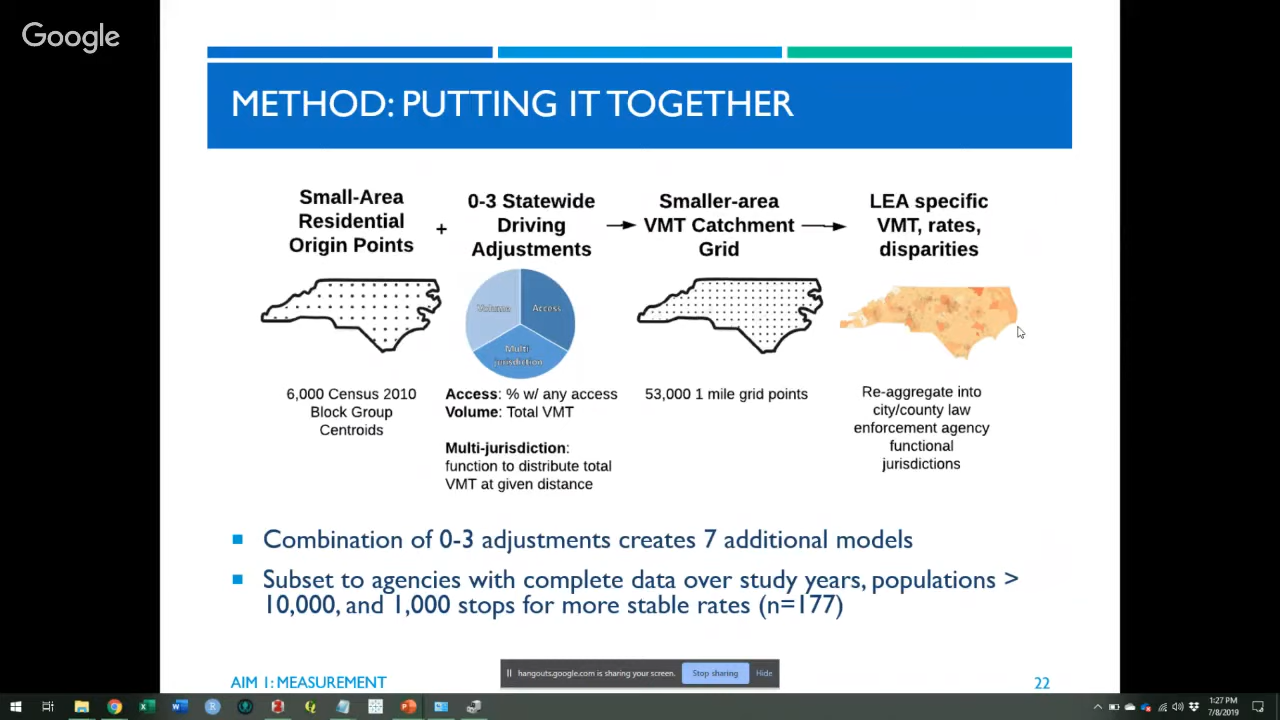 Google
METHOD: PUTTING IT TOGETHER
Small-Area
Residential
Origin Points
+
0-3 Statewide
Driving
Adjustments
Smaller-area
VMT Catchment
Grid
LEA specific
VMT, rates,
disparities
Volume
Access
Multi
jurisdiction
6,000 Census 2010
Block Group
Centroids
Access: % w/ any access
Volume: Total VMT
Multi-jurisdiction:
function to distribute total
VMT at given distance
53,000 1 mile grid points
Re-aggregate into
city/county law
enforcement agency
functional
jurisdictions
Combination of 0-3 adjustments creates 7 additional models
Subset to agencies with complete data over study years, populations >
10,000, and 1,000 stops for more stable rates (n=177)
hangouts.google.com is sharing your screen.
Stop sharing
Hide
AIM 1: MEASUREMENT
22
1:27 PM
7/8/2019